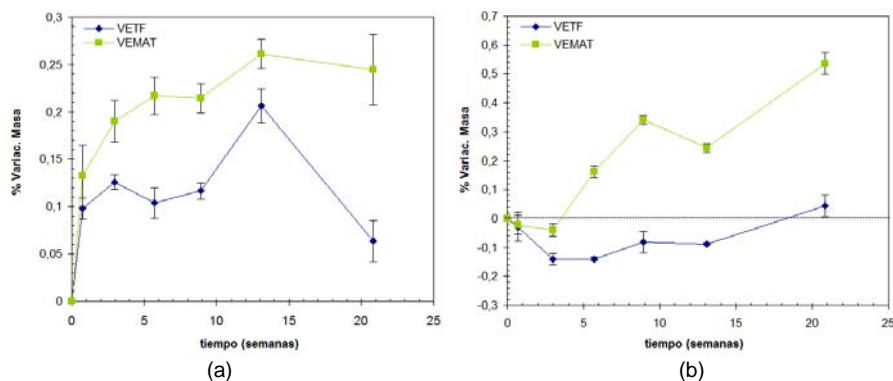 VETF
VEMAT
% Variac. Masa
0,3
0,25
0,2
0,15
0,1
0,05
0
0 5 10 15 20 25
tiempo (semanas)
(a)
VETF
VEMAT
% Variac. Masa
0,7
0,6
0,5
0,4
0,3
0,2
0,1
0
-0,1
-0,2
-0,3
0 5 10 15 20 25
tiempo (semanas)
(b)